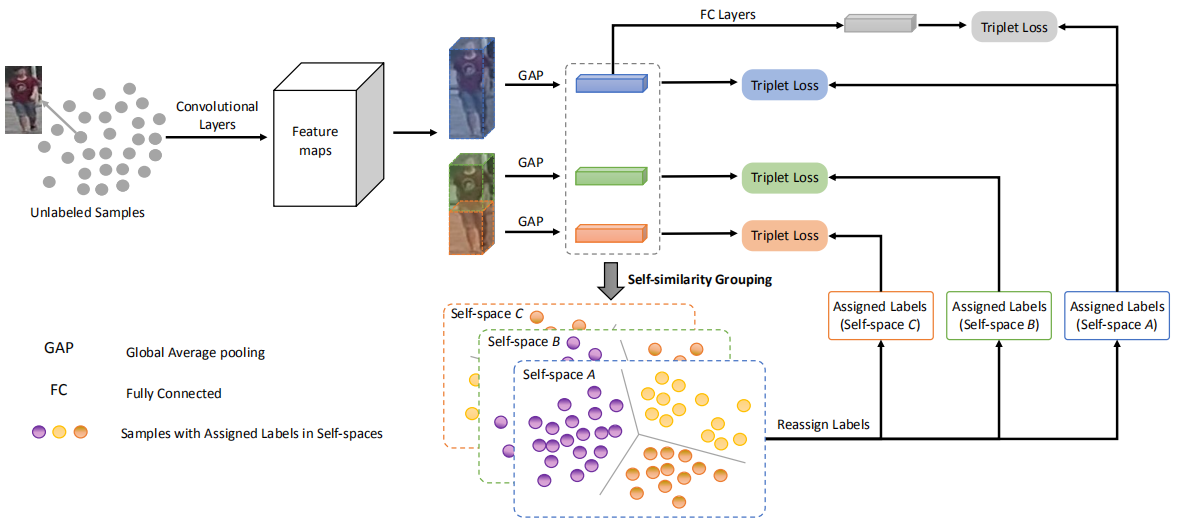 FC Layers
Triplet Loss
GAP
Triplet Loss
Convolutional
Layers
Feature
maps
GAP
Triplet Loss
Unlabeled Samples
GAP
Triplet Loss
Self-similarity Grouping
Assigned Labels
(Self-space C)
Assigned Labels
(Self-space B)
Assigned Labels
(Self-space A)
Self-space C
Self-space B
Self-space A
GAP
Global Average pooling
FC
Fully Connected
Samples with Assigned Labels in Self-spaces
Reassign Labels